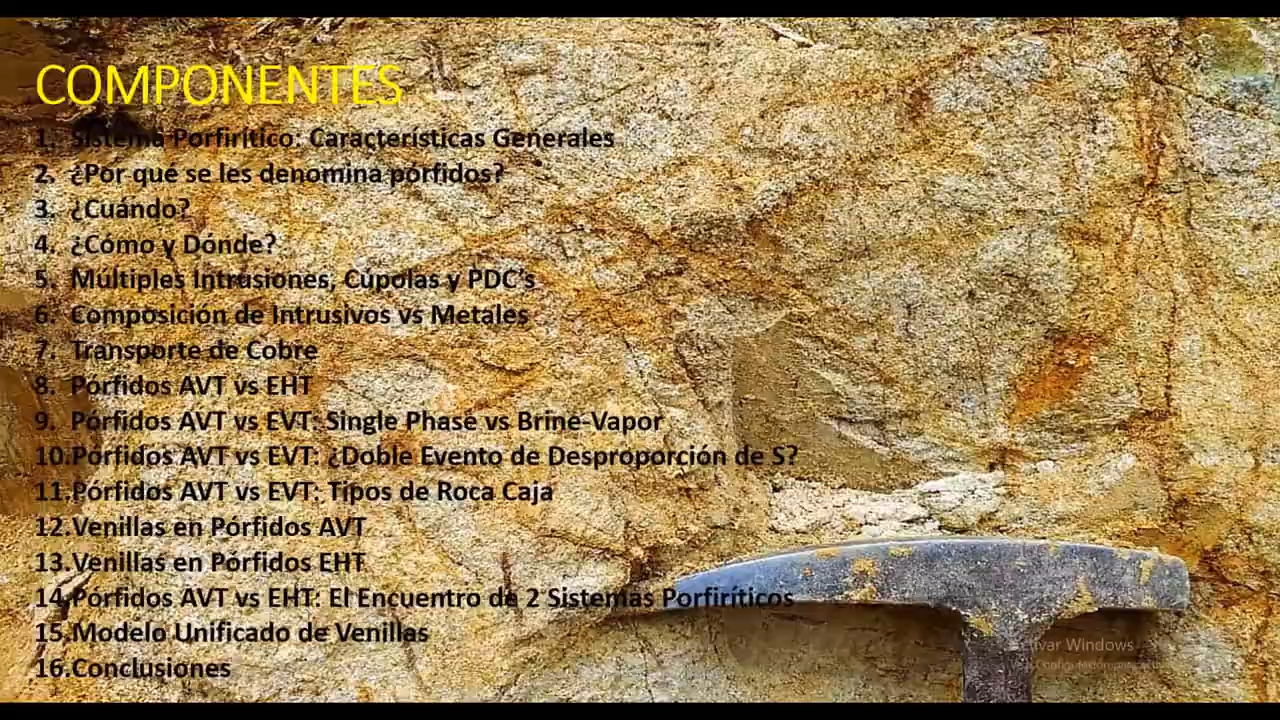 COMPONENTES
1. Sistema Porfirítico: Características Generales
2. ¿Por qué se les denomina pórfidos?
3. ¿Cuándo?
4. ¿Cómo y Dónde?
5. Múltiples Intrusiones, Cúpolas y PDC's
6. Composición de Intrusivos vs Metales
7. Transporte de Cobre
8. Pórfidos AVT vs EHT
9. Pórfidos AVT vs EVT: Single Phase vs Brine-Vapor
10.Pórfidos AVT vs EVT: ¿Doble Evento de Desproporción de S?
11.Pórfidos AVT vs EVT: Tipos de Roca Caja
12.Venillas en Pórfidos AVT
13.Venillas en Pórfidos EHT
14.Pórfidos AVT vs EHT: El Encuentro de 2 Sistemas Porfiríticos
15.Modelo Unificado de Venillas
16.Conclusiones
Activar Windows